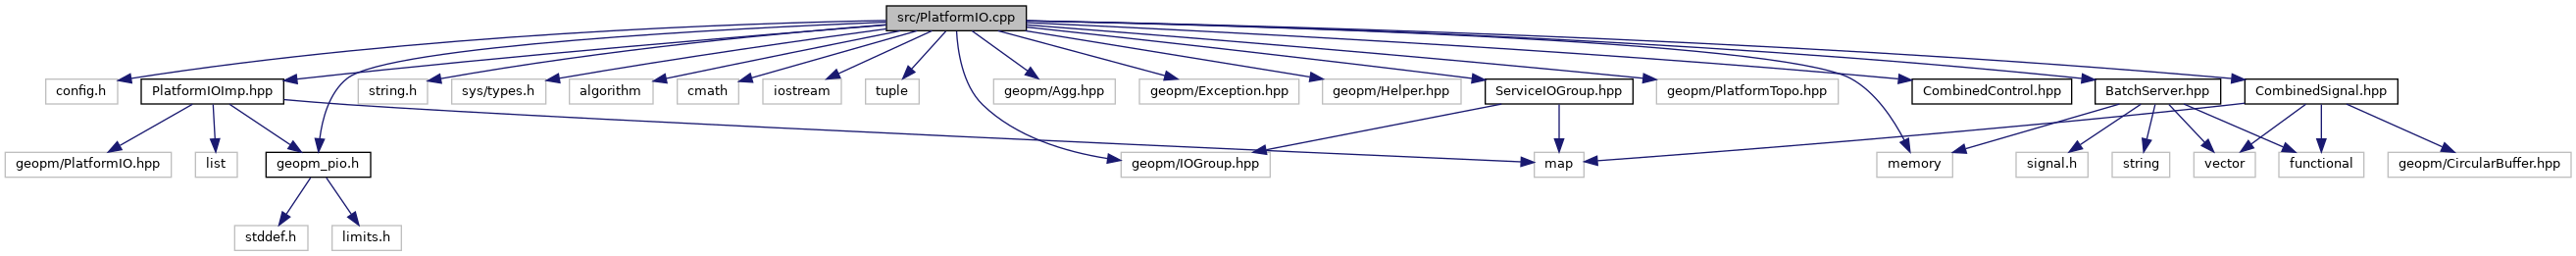 src/PlatformIO.cpp
config.h
PlatformIOImp.hpp
string.h
sys/types.h
algorithm
cmath
iostream
tuple
geopm/Agg.hpp
geopm/Exception.hpp
geopm/Helper.hpp
ServiceIOGroup.hpp
geopm/PlatformTopo.hpp
CombinedControl.hpp
BatchServer.hpp
CombinedSignal.hpp
geopm/PlatformIO.hpp
list
geopm_pio.h
geopm/IOGroup.hpp
map
memory
signal.h
string
vector
functional
geopm/CircularBuffer.hpp
stddef.h
limits.h